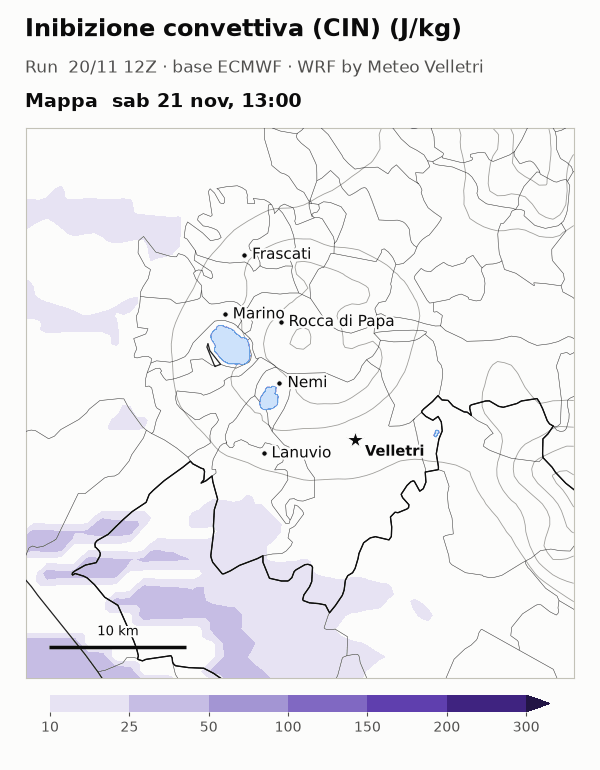 Inibizione convettiva (CIN) (J/kg)
Run  20/11 12Z · base ECMWF · WRF by Meteo Velletri
Mappa  sab 21 nov, 13:00
Frascati
Marino
Rocca di Papa
Nemi
Velletri
Lanuvio
10 km
10 25 50 100 150 200 300